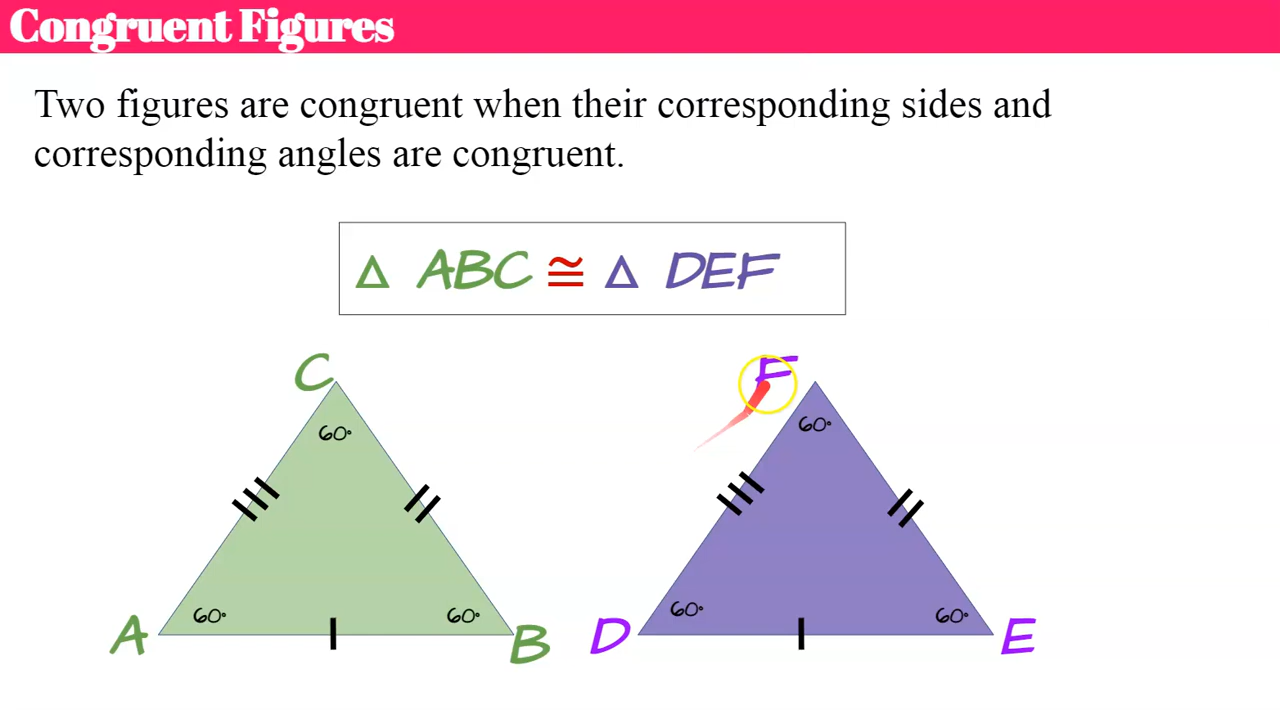 Congruent Figures
Two figures are congruent when their corresponding sides and
corresponding angles are congruent.
△ ABC ≅ △ DEF
C F
60° 60°
A 60° 60° B D 60° 60° E